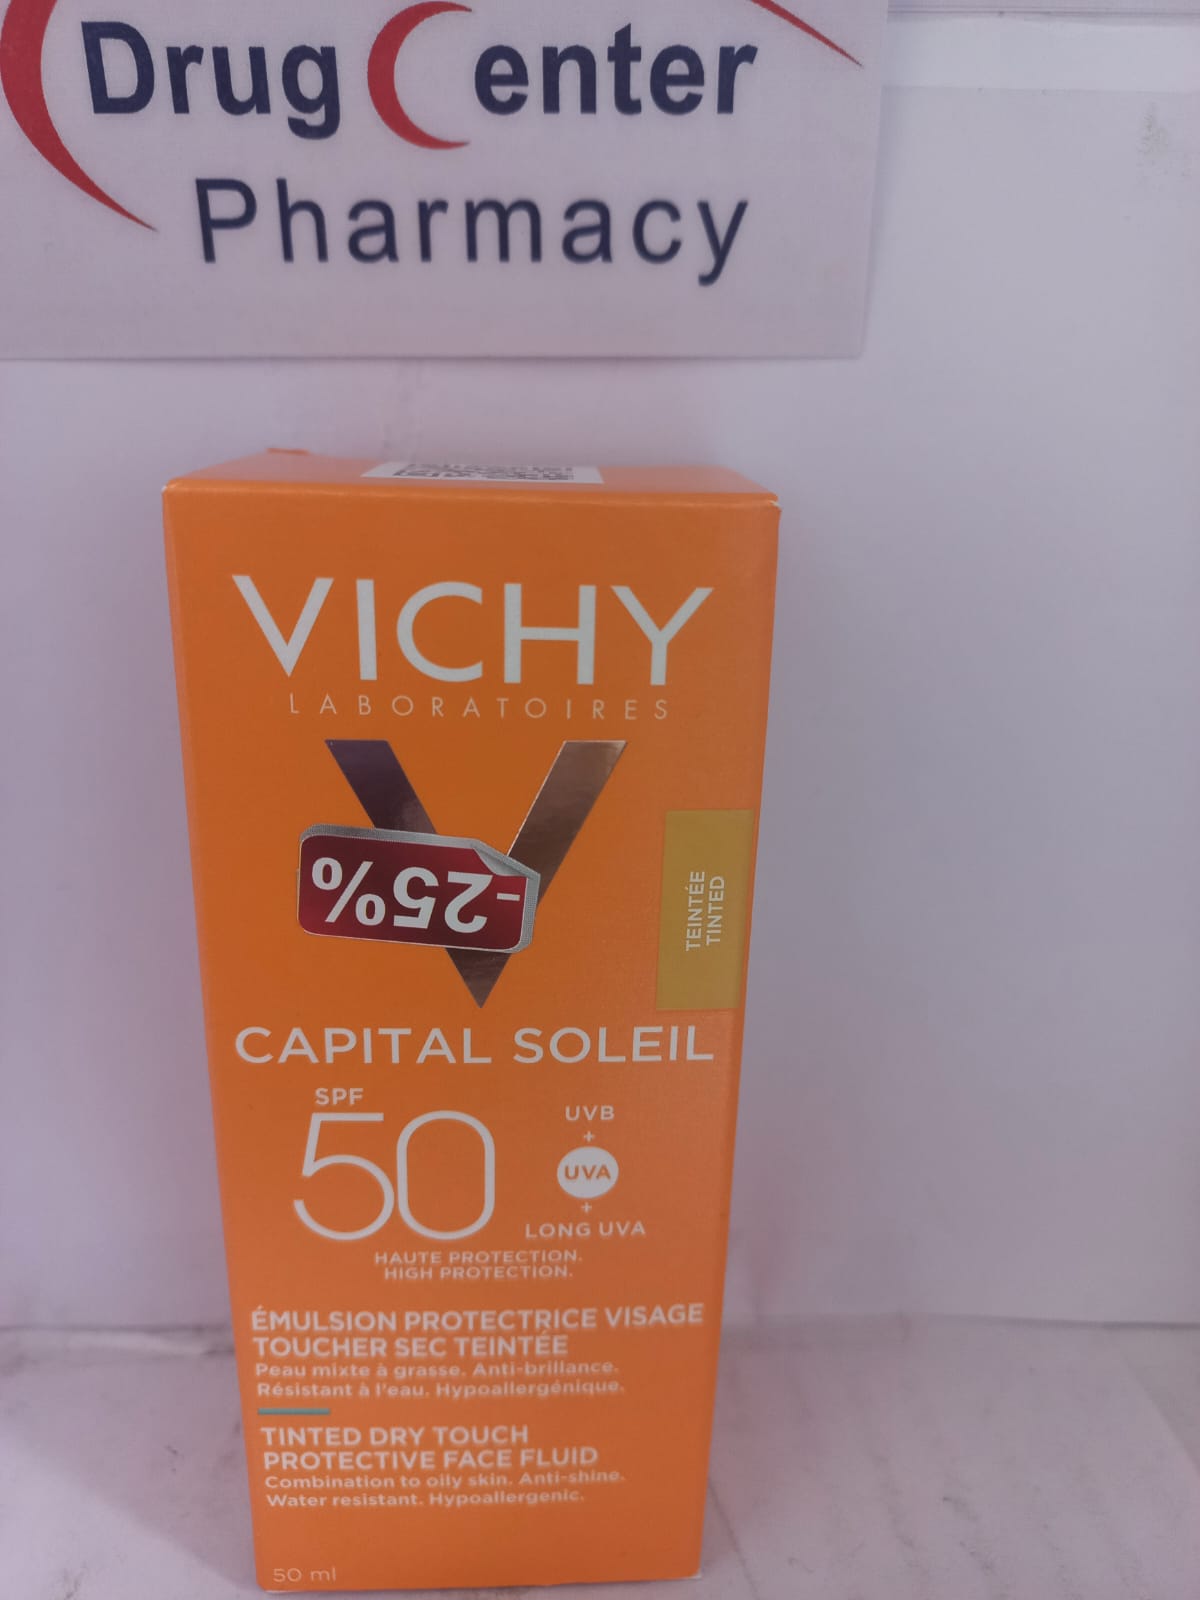 Drug Center
Pharmacy
VICHY
LABORATOIRES
-25%
TEINTÉE
TINTED
CAPITAL SOLEIL
SPF
50
UVB
+
UVA
+
LONG UVA
HAUTE PROTECTION.
HIGH PROTECTION.
ÉMULSION PROTECTRICE VISAGE
TOUCHER SEC TEINTÉE
Peau mixte à grasse. Anti-brillance.
Résistant à l'eau. Hypoallergénique.
TINTED DRY TOUCH
PROTECTIVE FACE FLUID
Combination to oily skin. Anti-shine.
Water resistant. Hypoallergenic.
50 ml